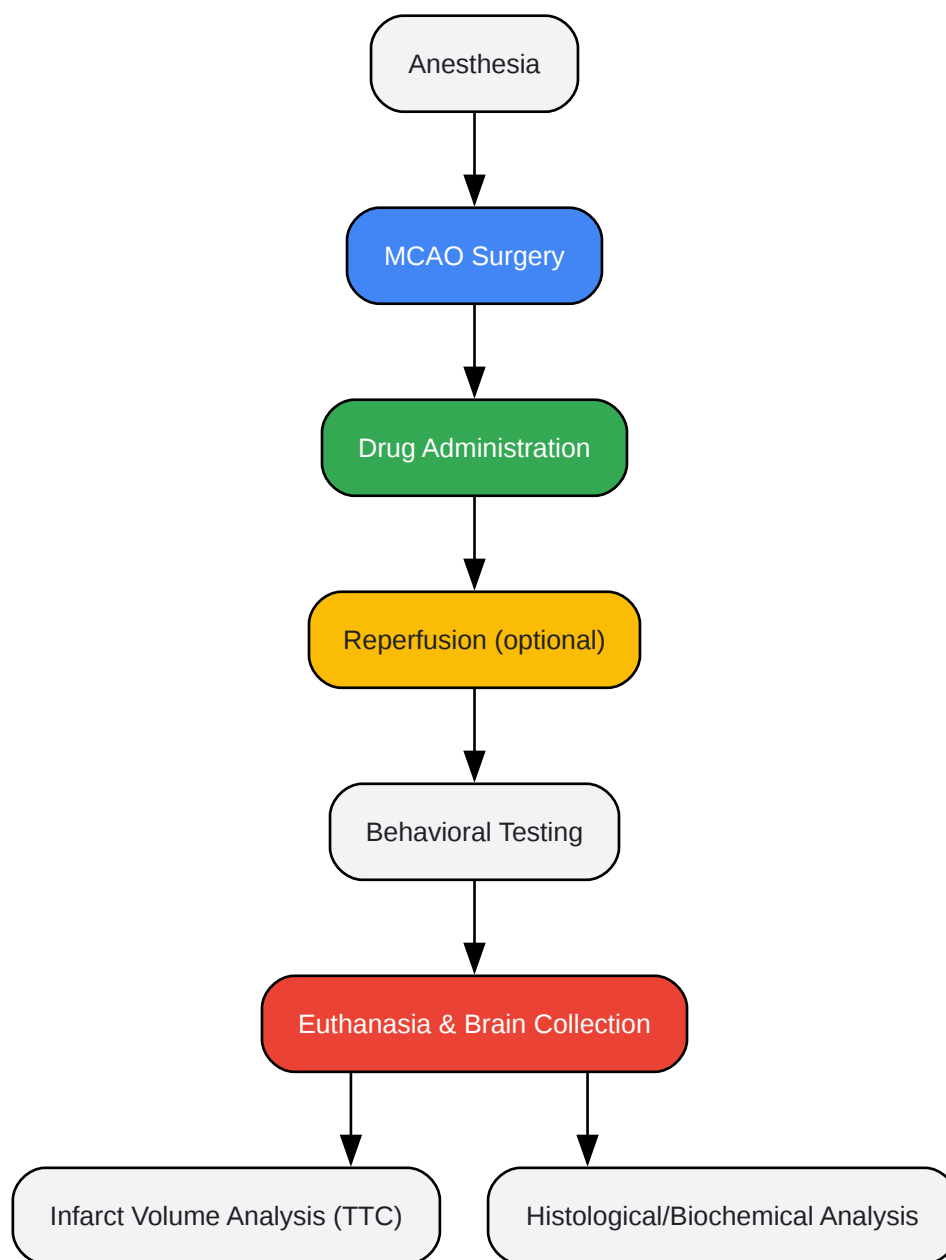 Anesthesia
MCAO Surgery
Drug Administration
Reperfusion (optional)
Behavioral Testing
Euthanasia & Brain Collection
Infarct Volume Analysis (TTC)
Histological/Biochemical Analysis